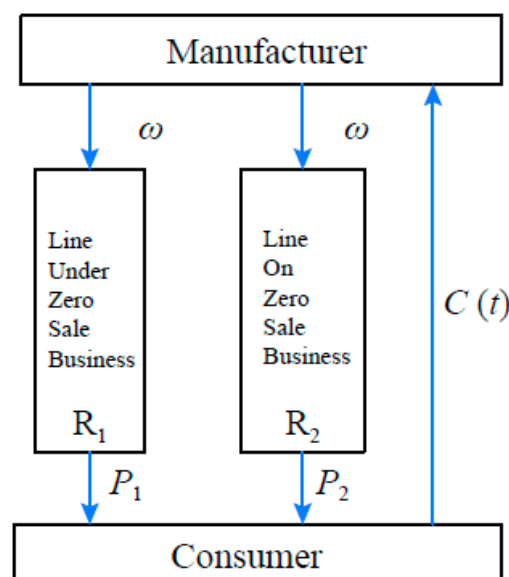 Manufacturer
ω ω
Line
Under
Zero
Sale
Business
R₁
Line
On
Zero
Sale
Business
R₂
C (t)
P₁ P₂
Consumer